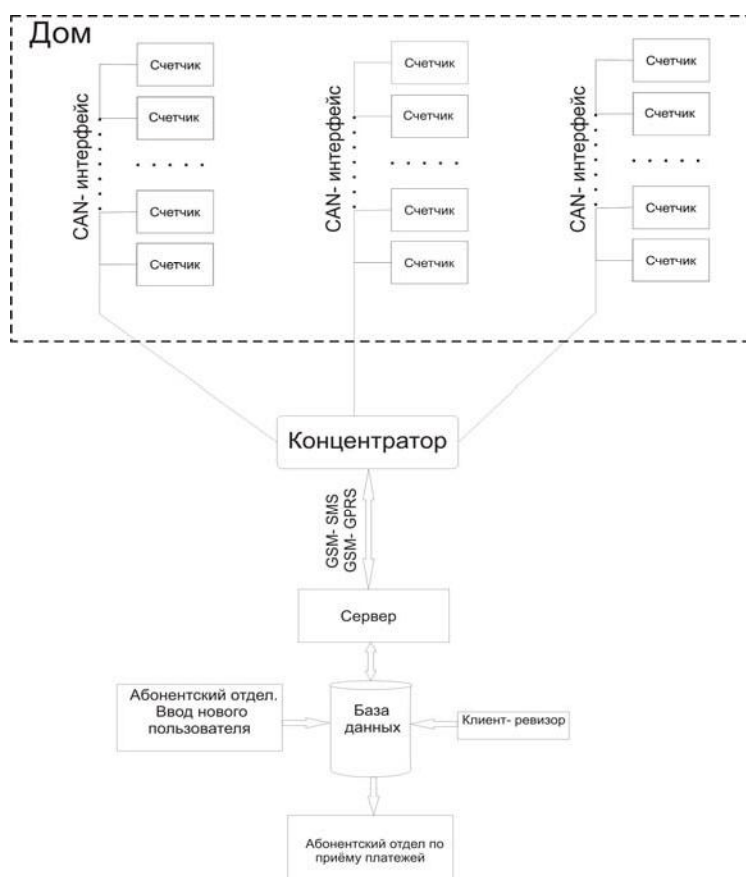 Дом
Счетчик
Счетчик
Счетчик
Счетчик
CAN- интерфейс
Счетчик
Счетчик
Счетчик
Счетчик
CAN- интерфейс
Счетчик
Счетчик
Счетчик
Счетчик
CAN- интерфейс
Концентратор
GSM- SMS
GSM- GPRS
Сервер
Абонентский отдел.
Ввод нового
пользователя
База
данных
Клиент- ревизор
Абонентский отдел по
приёму платежей